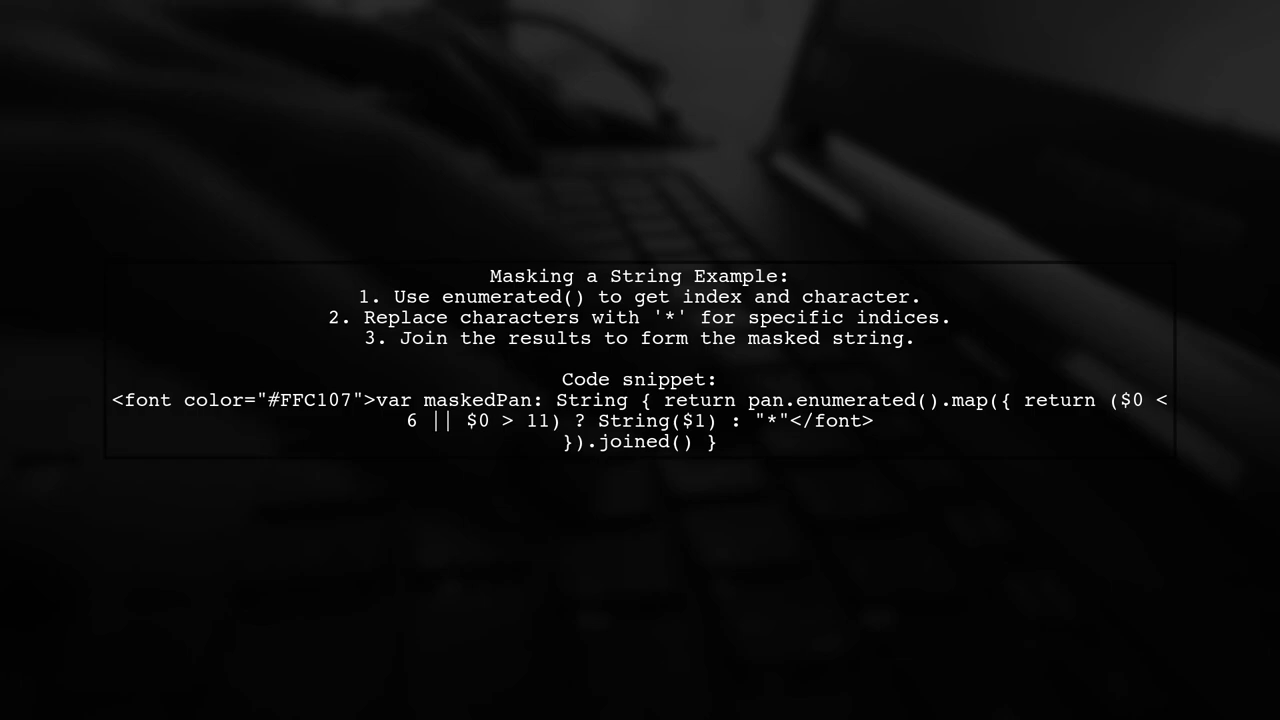 Masking a String Example:
1. Use enumerated() to get index and character.
2. Replace characters with '*' for specific indices.
3. Join the results to form the masked string.
Code snippet:
<font color="#FFC107">var maskedPan: String { return pan.enumerated().map({ return ($0 <
6 || $0 > 11) ? String($1) : "*"</font>
}).joined() }